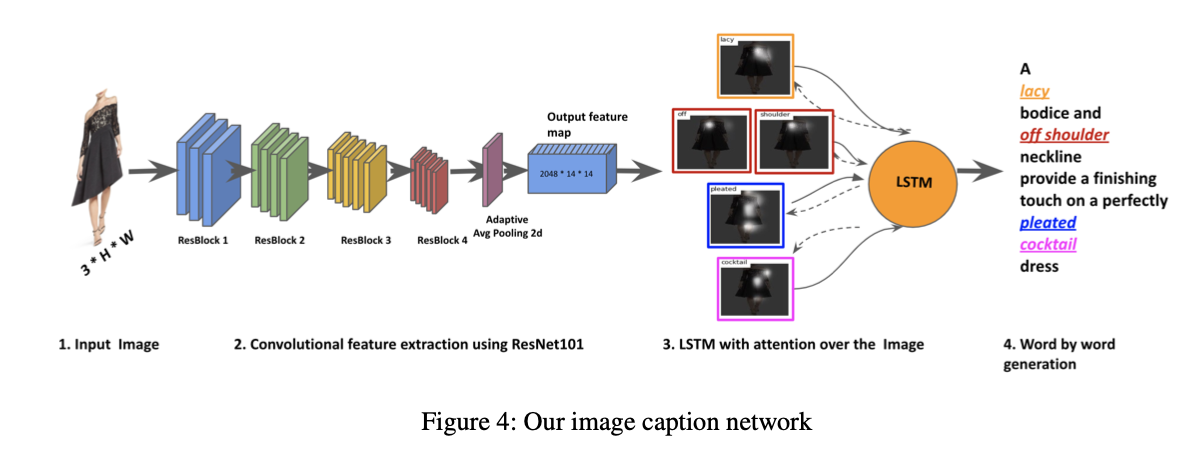 3 * H * W
ResBlock 1
ResBlock 2
ResBlock 3
ResBlock 4
Adaptive
Avg Pooling 2d
Output feature
map
2048 * 14 * 14
lacy
off
shoulder
pleated
cocktail
LSTM
A
lacy
bodice and
off shoulder
neckline
provide a finishing
touch on a perfectly
pleated
cocktail
dress
1. Input Image
2. Convolutional feature extraction using ResNet101
3. LSTM with attention over the Image
4. Word by word
generation
Figure 4: Our image caption network